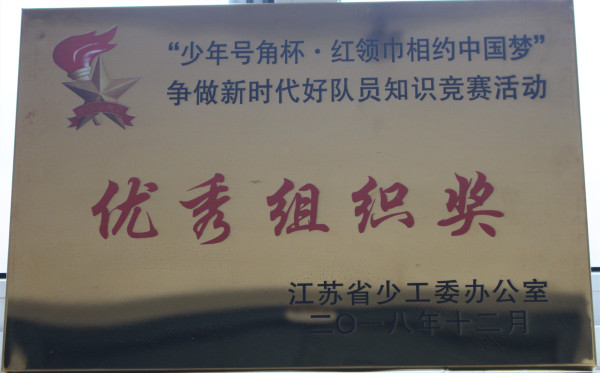 “少年号角杯·红领巾相约中国梦”
争做新时代好队员知识竞赛活动
优秀组织奖
江苏省少工委办公室
二〇一八年十二月